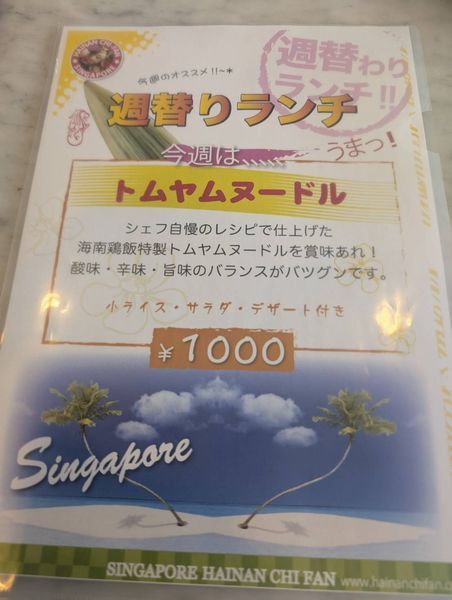 HAINAN CHI FAN
SINGAPORE
今週のオススメ!!~*
週替わり
ランチ!!
週替りランチ
今週は、、、、、
うまっ!
トムヤムヌードル
シェフ自慢のレシピで仕上げた
海南鶏飯特製トムヤムヌードルを賞味あれ!
酸味・辛味・旨味のバランスがバツグンです。
小ライス・サラダ・デザート付き
¥1000
Singapore
SINGAPORE HAINAN CHI FAN
www.hainanchifan.c